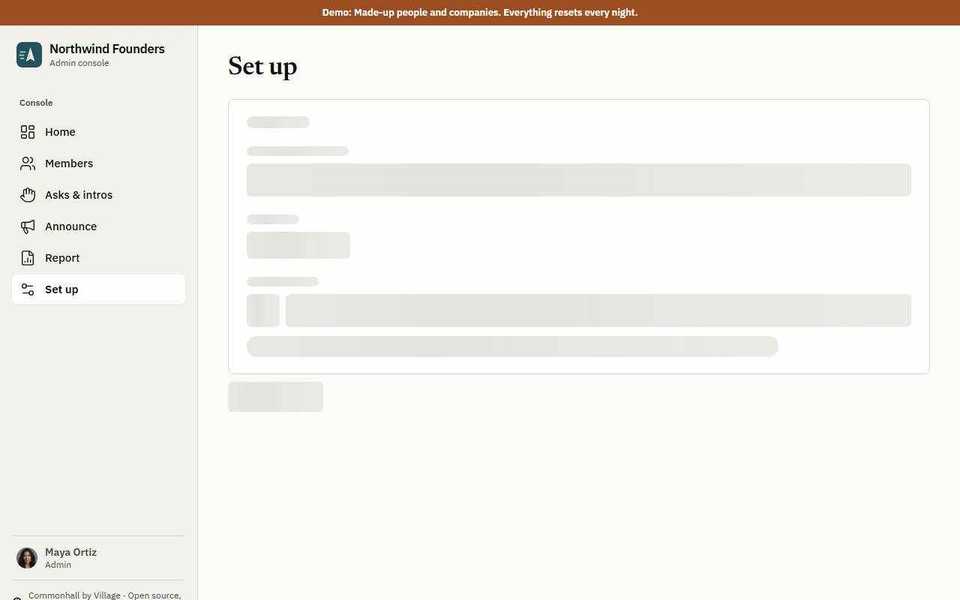 Demo: Made-up people and companies. Everything resets every night.
Northwind Founders
Admin console
Console
Home
Members
Asks & intros
Announce
Report
Set up
Maya Ortiz
Admin
Commonhall by Village · Open source,
Set up